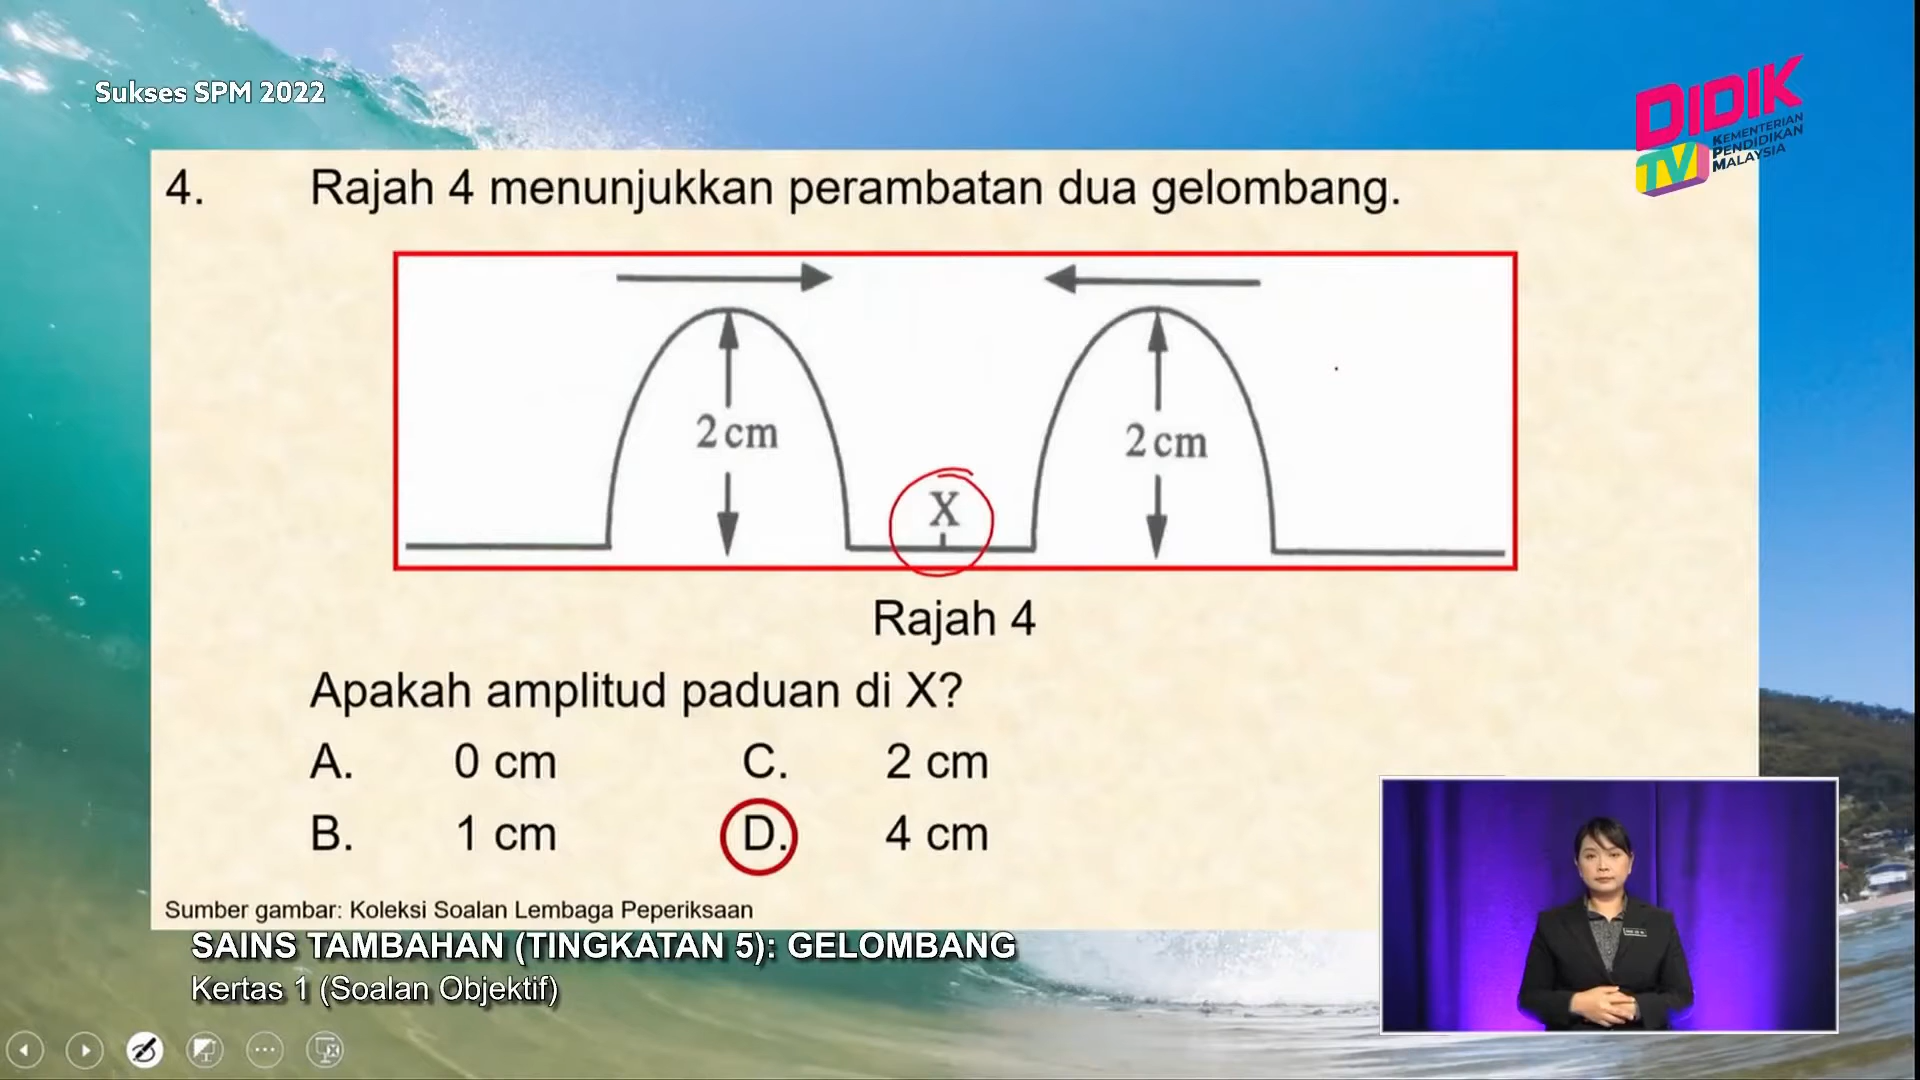 Sukses SPM 2022
DIDIK
TV
KEMENTERIAN
PENDIDIKAN
MALAYSIA
4. Rajah 4 menunjukkan perambatan dua gelombang.
2 cm
2 cm
X
Rajah 4
Apakah amplitud paduan di X?
A. 0 cm C. 2 cm
B. 1 cm D. 4 cm
Sumber gambar: Koleksi Soalan Lembaga Peperiksaan
SAINS TAMBAHAN (TINGKATAN 5): GELOMBANG
Kertas 1 (Soalan Objektif)